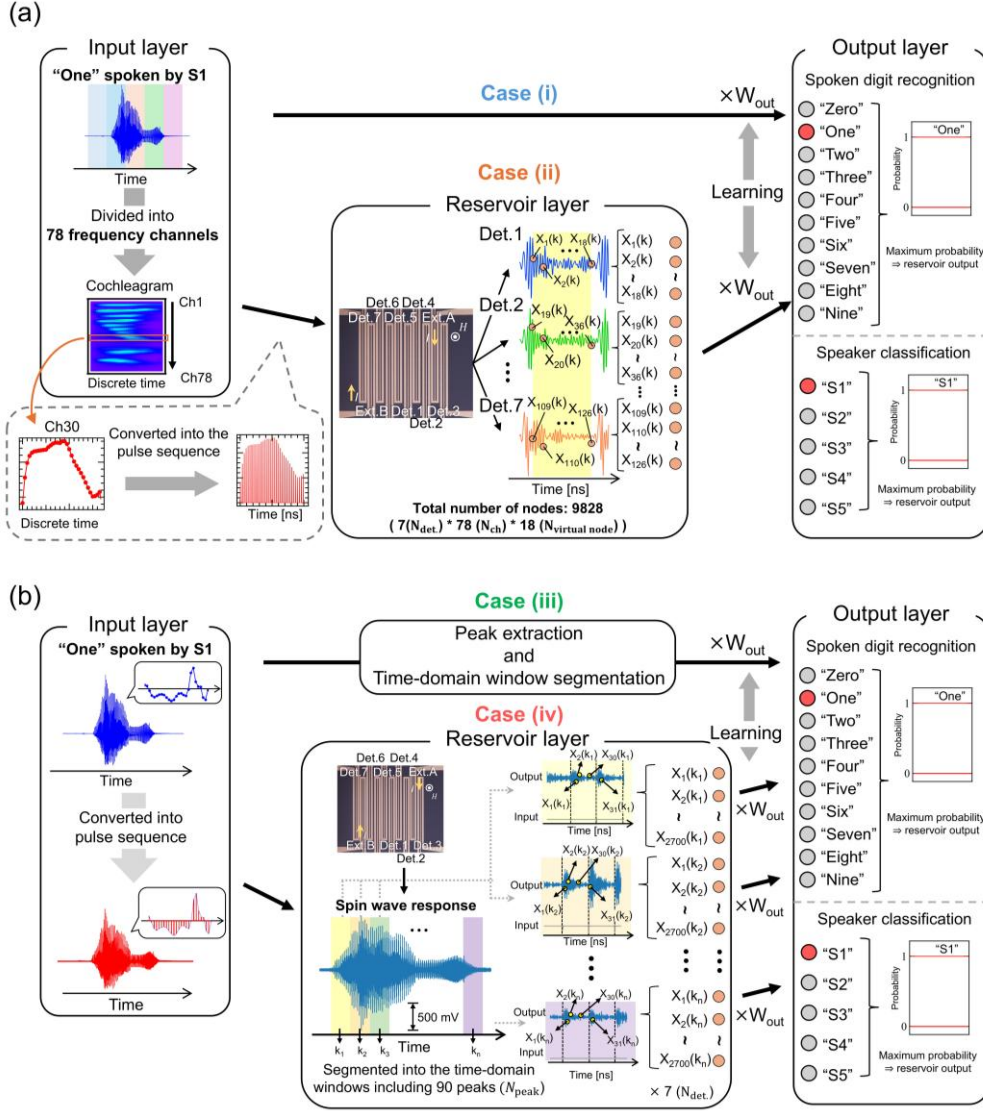 (a)
Input layer
“One” spoken by S1
Time
Divided into
78 frequency channels
Cochleagram
Ch1
Ch78
Discrete time
Ch30
Converted into the
pulse sequence
Discrete time
Time [ns]
Case (i)
×Wout
Case (ii)
Learning
Reservoir layer
×Wout
Det.6 Det.4
Det.7 Det.5 Ext.A
H
Ext.B Det.1 Det.3
Det.2
Det.1
X1(k) X18(k)
•••
X2(k)
X1(k)
X2(k)
~ ~
X18(k)
Det.2
X19(k) X36(k)
•••
X20(k)
X19(k)
X20(k)
~ ~
X36(k)
Det.7
X109(k) X126(k)
•••
X110(k)
X109(k)
X110(k)
~ ~
X126(k)
Time [ns]
Total number of nodes: 9828
( 7(Ndet.) * 78 (Nch) * 18 (Nvirtual node) )
Output layer
Spoken digit recognition
“Zero”
“One”
“Two”
“Three”
“Four”
“Five”
“Six”
“Seven”
“Eight”
“Nine”
“One”
Probability
1
0
Maximum probability
⇒ reservoir output
Speaker classification
“S1”
“S2”
“S3”
“S4”
“S5”
“S1”
Probability
1
0
Maximum probability
⇒ reservoir output
(b)
Input layer
“One” spoken by S1
Time
Converted into
pulse sequence
Time
Case (iii)
Peak extraction
and
Time-domain window segmentation
×Wout
Case (iv)
Learning
Reservoir layer
Det.6 Det.4
Det.7 Det.5 Ext.A
H
Ext.B Det.1 Det.3
Det.2
Spin wave response
•••
500 mV
Time
k1 k2 k3 kn
Segmented into the time-domain
windows including 90 peaks (Npeak)
X2(k1) X30(k1)
Output
X1(k1) X31(k1)
Input
Time [ns]
X1(k1)
X2(k1)
~ ~
X2700(k1)
×Wout
X2(k2) X30(k2)
Output
X1(k2) X31(k2)
Input
Time [ns]
X1(k2)
X2(k2)
~ ~
X2700(k2)
×Wout
X2(kn) X30(kn)
Output
X1(kn) X31(kn)
Input
Time [ns]
X1(kn)
X2(kn)
~ ~
X2700(kn)
×Wout
× 7 (Ndet.)
Output layer
Spoken digit recognition
“Zero”
“One”
“Two”
“Three”
“Four”
“Five”
“Six”
“Seven”
“Eight”
“Nine”
“One”
Probability
1
0
Maximum probability
⇒ reservoir output
Speaker classification
“S1”
“S2”
“S3”
“S4”
“S5”
“S1”
Probability
1
0
Maximum probability
⇒ reservoir output